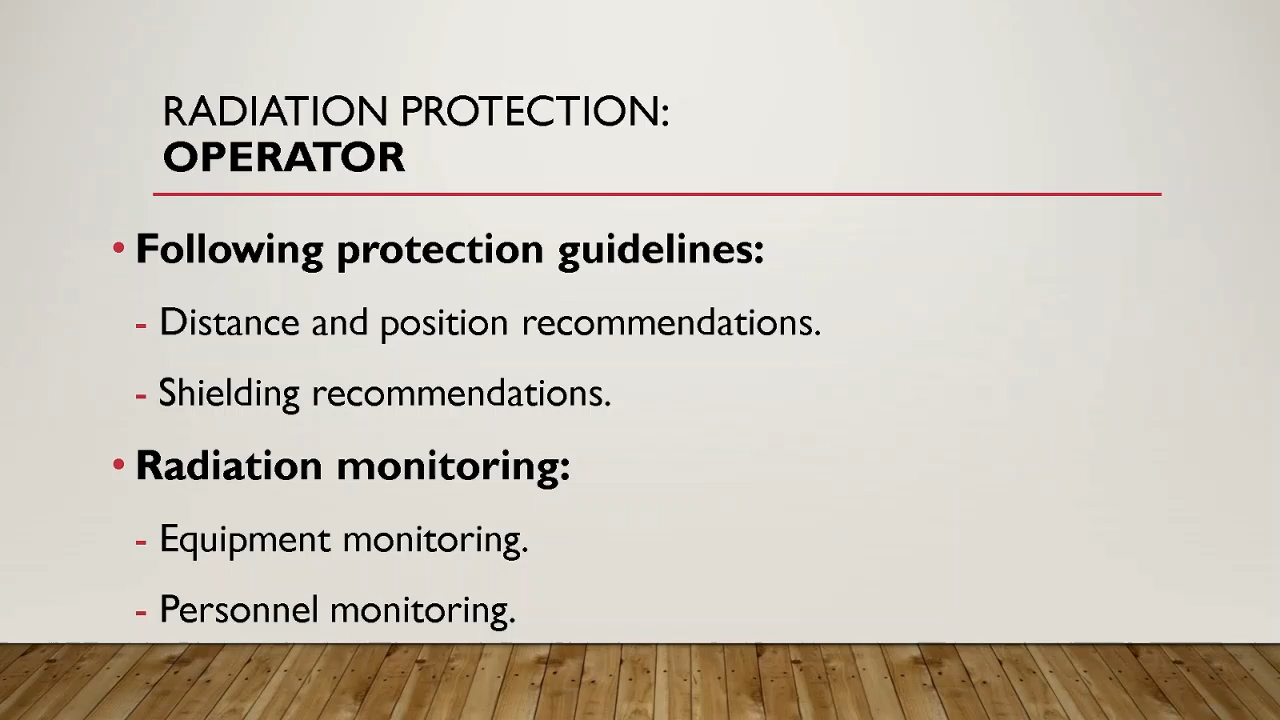 RADIATION PROTECTION:
OPERATOR
• Following protection guidelines:
- Distance and position recommendations.
- Shielding recommendations.
• Radiation monitoring:
- Equipment monitoring.
- Personnel monitoring.